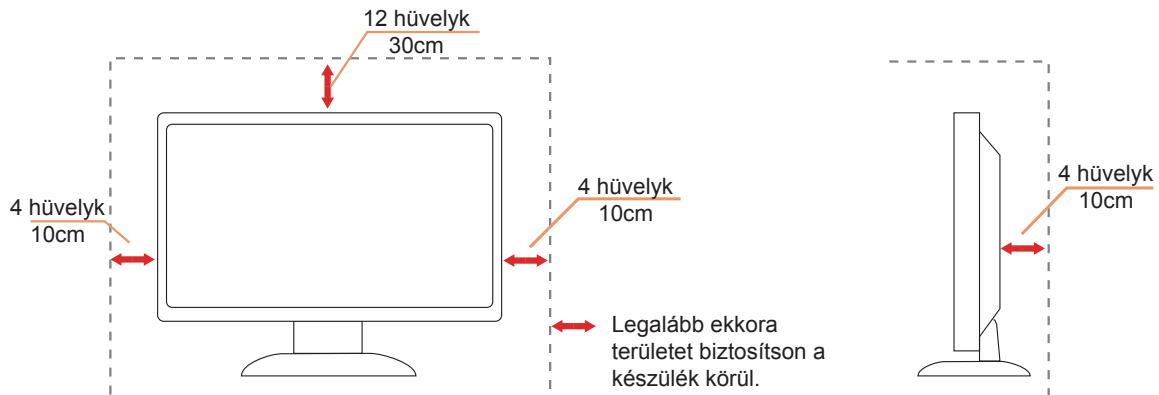 12 hüvelyk
30cm
4 hüvelyk
10cm
4 hüvelyk
10cm
Legalább ekkora
területet biztosítson a
készülék körül.
4 hüvelyk
10cm